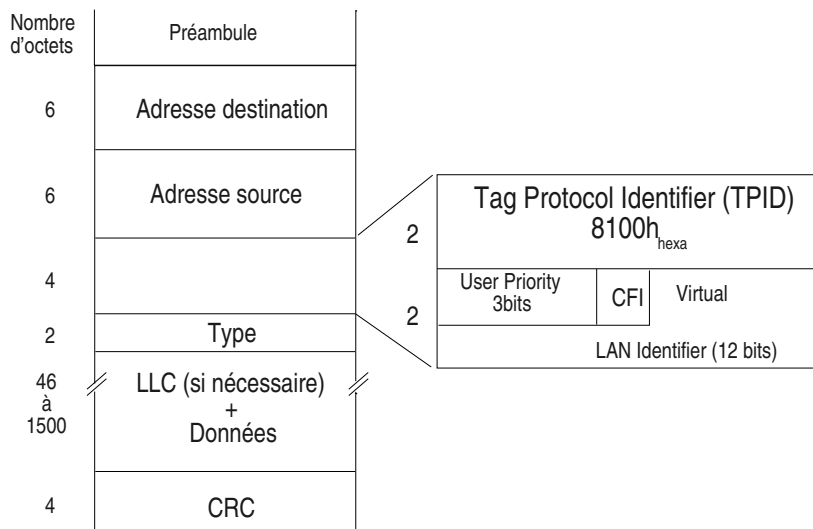 Nombre
d'octets
Préambule
6
Adresse destination
6
Adresse source
4
2
Type
46
à
1500
LLC (si nécessaire)
+
Données
4
CRC
2
Tag Protocol Identifier (TPID)
8100h hexa
2
User Priority
3bits
CFI
Virtual
LAN Identifier (12 bits)